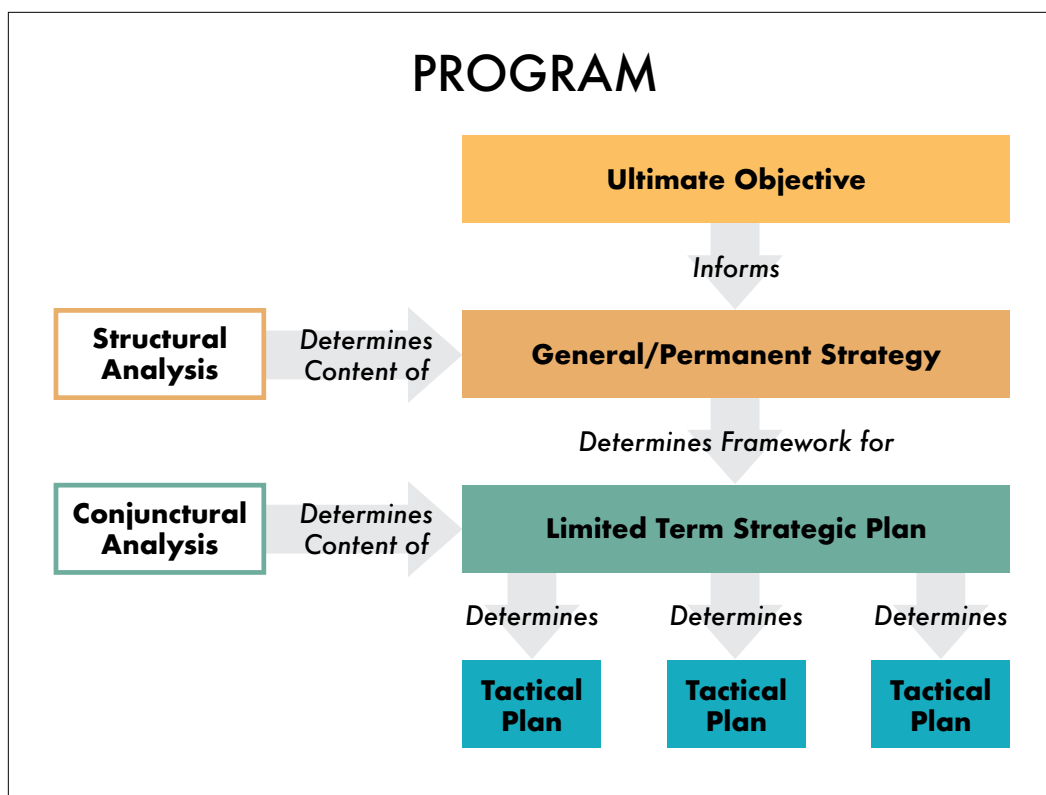 PROGRAM
Ultimate Objective
Informs
Structural
Analysis
Determines
Content of
General/Permanent Strategy
Determines Framework for
Conjunctural
Analysis
Determines
Content of
Limited Term Strategic Plan
Determines
Determines
Determines
Tactical
Plan
Tactical
Plan
Tactical
Plan